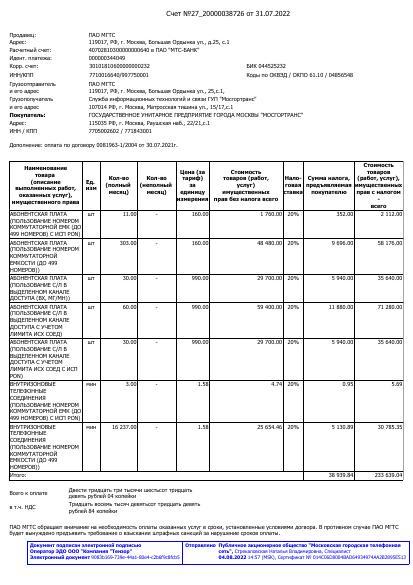 Счет №27_20000038726 от 31.07.2022
Продавец: ПАО МГТС
Адрес: 119017, РФ, г. Москва, Большая Ордынка ул., д.25, с.1
Расчетный счет: 40702810300000000640 в ПАО "МТС-БАНК"
Идент. платежа: 000000344049
Корр. счет: 30101810600000000232 БИК 044525232
ИНН/КПП 7710016640/997750001 Коды по ОКВЭД / ОКПО 61.10 / 04856548
Грузоотправитель ПАО МГТС
и его адрес 119017, РФ, г. Москва, Большая Ордынка ул., 25,с.1,
Грузополучатель Служба информационных технологий и связи ГУП "Мосгортранс"
и его адрес 107014 РФ, г. Москва, Матросская тишина ул., 15/17,с.1
Покупатель: ГОСУДАРСТВЕННОЕ УНИТАРНОЕ ПРЕДПРИЯТИЕ ГОРОДА МОСКВЫ "МОСГОРТРАНС"
Адрес: 115035 РФ, г. Москва, Раушская наб., 22/21,с.1
ИНН / КПП 7705002602 / 771843001
Дополнение: оплата по договору 0081963-1/2004 от 30.07.2021г.
Наименование товара (описание выполненных работ, оказанных услуг), имущественного права
Ед. изм
Кол-во (полный месяц)
Кол-во (неполный месяц)
Цена (за тариф) за единицу измерения
Стоимость товаров (работ, услуг) имущественных прав без налога всего
Налоговая ставка
Сумма налога, предъявляемая покупателю
Стоимость товаров (работ, услуг), имущественных прав с налогом - всего
АБОНЕНТСКАЯ ПЛАТА (ПОЛЬЗОВАНИЕ НОМЕРОМ КОММУТАТОРНОЙ ЕМК (ДО 499 НОМЕРОВ) С ИСП PON) шт 11.00 - 160.00 1 760.00 20% 352.00 2 112.00
АБОНЕНТСКАЯ ПЛАТА (ПОЛЬЗОВАНИЕ НОМЕРОМ КОММУТАТОРНОЙ ЕМКОСТИ (ДО 499 НОМЕРОВ)) шт 303.00 - 160.00 48 480.00 20% 9 696.00 58 176.00
АБОНЕНТСКАЯ ПЛАТА (ПОЛЬЗОВАНИЕ С/Л В ВЫДЕЛЕННОМ КАНАЛЕ ДОСТУПА (ВХ, МГ/МН)) шт 30.00 - 990.00 29 700.00 20% 5 940.00 35 640.00
АБОНЕНТСКАЯ ПЛАТА (ПОЛЬЗОВАНИЕ С/Л В ВЫДЕЛЕННОМ КАНАЛЕ ДОСТУПА С УЧЕТОМ ЛИМИТА ИСХ СОЕД) шт 60.00 - 990.00 59 400.00 20% 11 880.00 71 280.00
АБОНЕНТСКАЯ ПЛАТА (ПОЛЬЗОВАНИЕ С/Л В ВЫДЕЛЕННОМ КАНАЛЕ ДОСТУПА С УЧЕТОМ ЛИМИТА ИСХ СОЕД С ИСП PON) шт 30.00 - 990.00 29 700.00 20% 5 940.00 35 640.00
ВНУТРИЗОНОВЫЕ ТЕЛЕФОННЫЕ СОЕДИНЕНИЯ (ПОЛЬЗОВАНИЕ НОМЕРОМ КОММУТАТОРНОЙ ЕМК (ДО 499 НОМЕРОВ) С ИСП PON) мин 3.00 - 1.58 4.74 20% 0.95 5.69
ВНУТРИЗОНОВЫЕ ТЕЛЕФОННЫЕ СОЕДИНЕНИЯ (ПОЛЬЗОВАНИЕ НОМЕРОМ КОММУТАТОРНОЙ ЕМКОСТИ (ДО 499 НОМЕРОВ)) мин 16 237.00 - 1.58 25 654.46 20% 5 130.89 30 785.35
Итого: 38 939.84 233 639.04
Всего к оплате Двести тридцать три тысячи шестьсот тридцать девять рублей 04 копейки
в т.ч. НДС Тридцать восемь тысяч девятьсот тридцать девять рублей 84 копейки
ПАО МГТС обращает внимание на необходимость оплаты оказанных услуг в сроки, установленные условиями договора. В противном случае ПАО МГТС
будет вынуждено предъявить требования о взыскании штрафных санкций за нарушение сроков оплаты.
Документ подписан электронной подписью
Оператор ЭДО ООО "Компания "Тензор"
Электронный документ
Отправлено Публичное акционерное общество "Московская городская телефонная сеть", Стрекаловская Наталья Владимировна, Специалист
04.08.2022 14:57 (MSK), Сертификат №